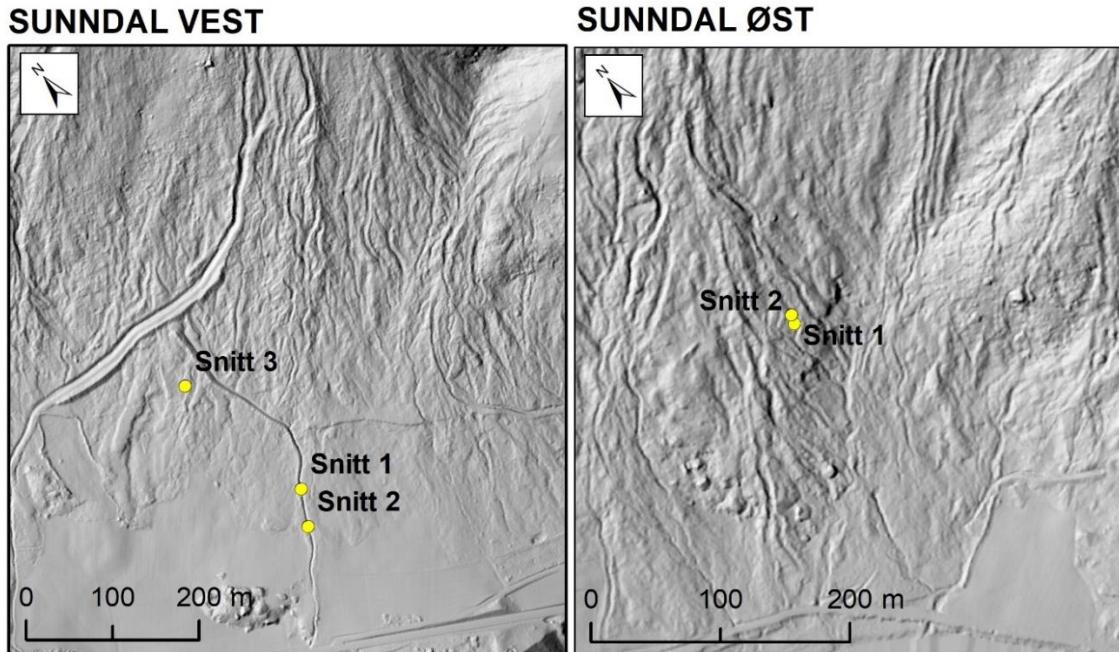 SUNNDAL VEST
N
Snitt 3
Snitt 1
Snitt 2
0 100 200 m
SUNNDAL ØST
N
Snitt 2
Snitt 1
0 100 200 m